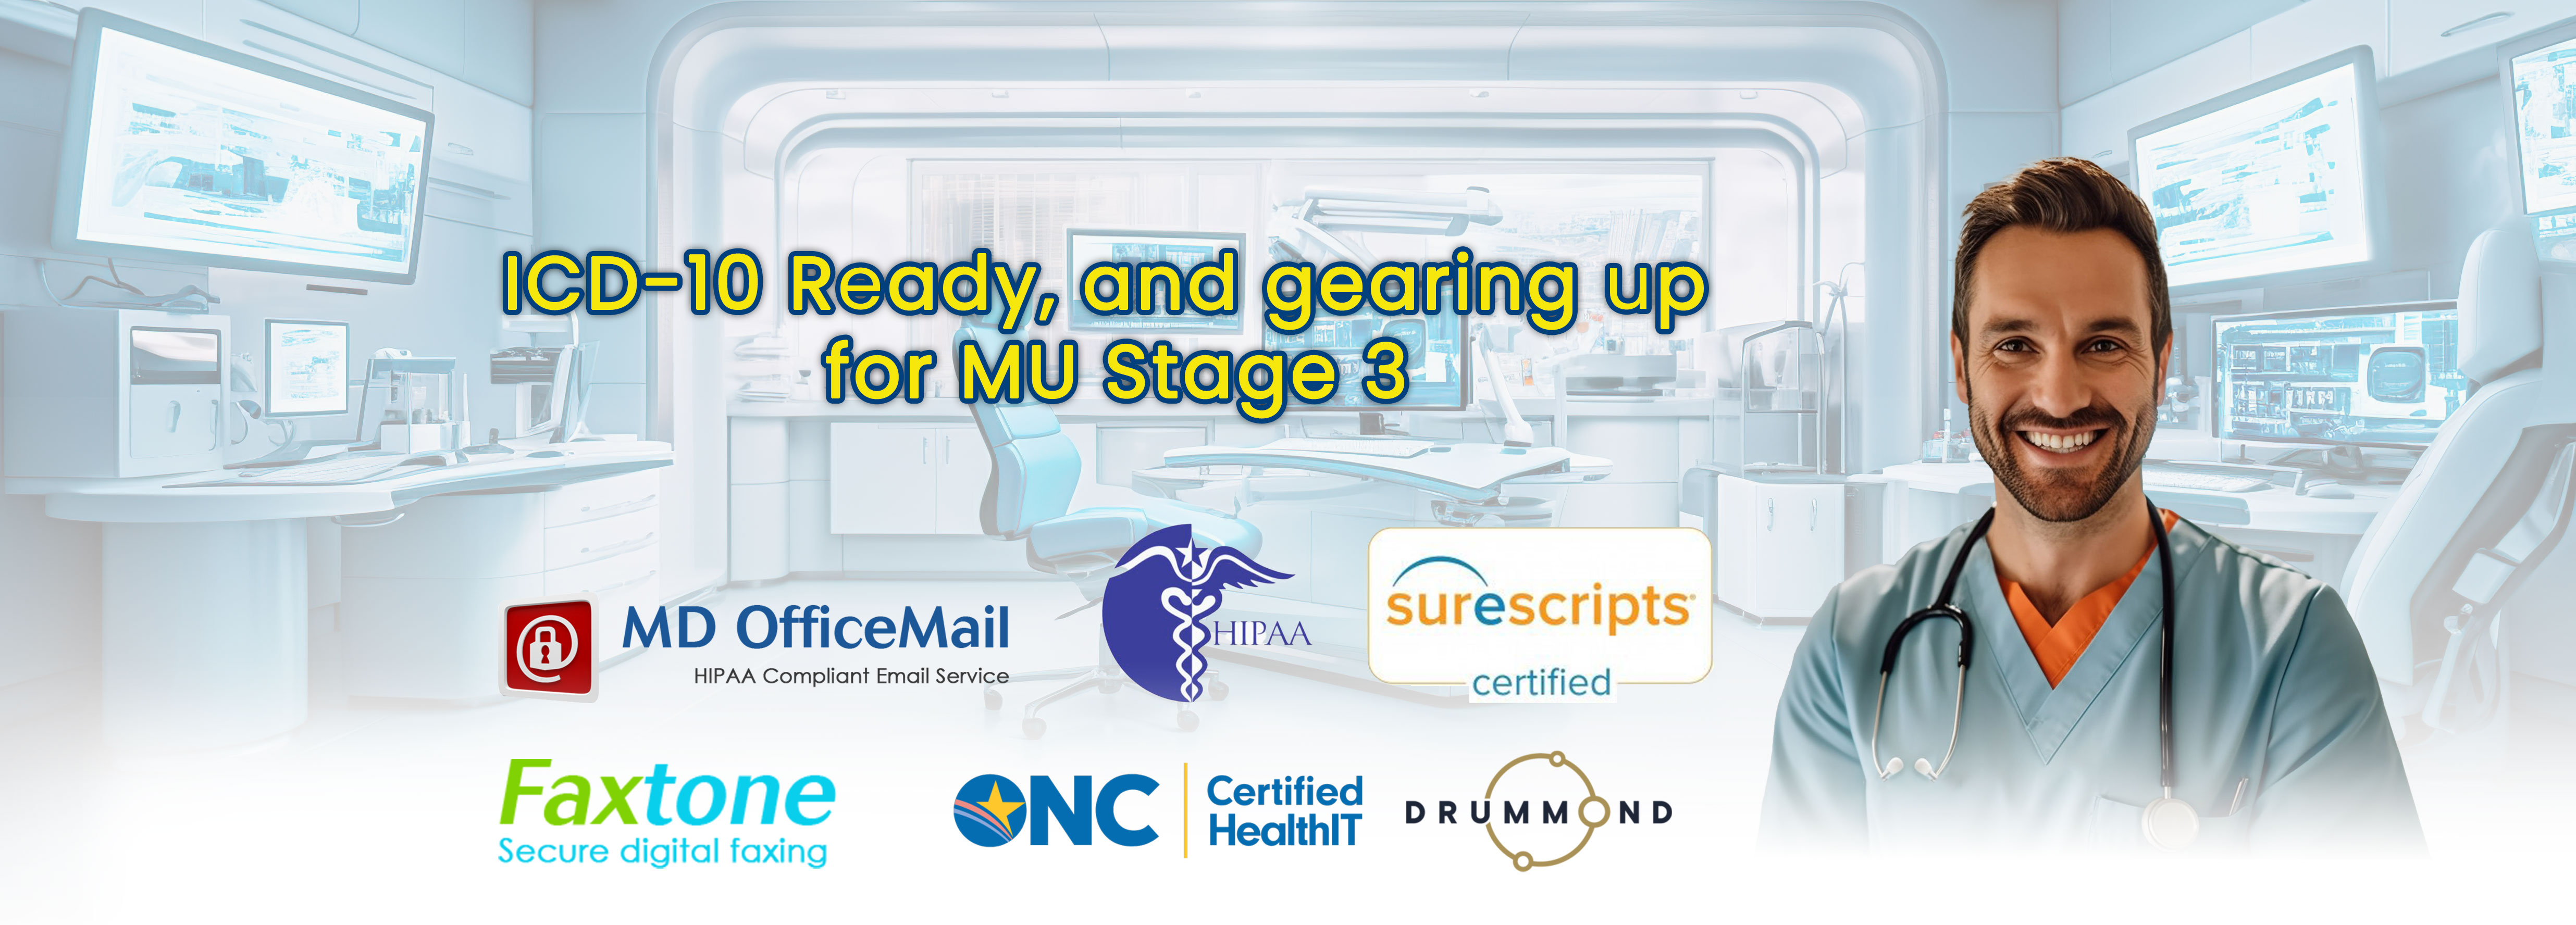 ICD-10 Ready, and gearing up
for MU Stage 3
MD OfficeMail
HIPAA Compliant Email Service
HIPAA
surescripts
certified
Faxtone
Secure digital faxing
ONC
Certified
HealthIT
DRUMMOND